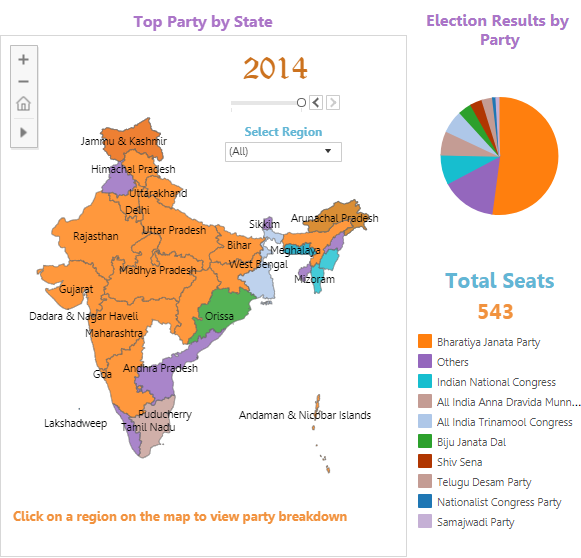 Top Party by State
Election Results by
Party
2014
Select Region
(All)
Jammu & Kashmir
Himachal Pradesh
Uttarakhand
Delhi
Sikkim
Arunachal Pradesh
Rajasthan
Uttar Pradesh
Bihar
Meghalaya
West Bengal
Madhya Pradesh
Mizoram
Gujarat
Dadara & Nagar Haveli
Orissa
Maharashtra
Andhra Pradesh
Goa
Puducherry
Lakshadweep
Tamil Nadu
Andaman & Nicobar Islands
Click on a region on the map to view party breakdown
Total Seats
543
Bharatiya Janata Party
Others
Indian National Congress
All India Anna Dravida Munn...
All India Trinamool Congress
Biju Janata Dal
Shiv Sena
Telugu Desam Party
Nationalist Congress Party
Samajwadi Party